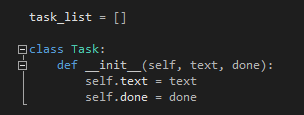 task_list = []
class Task:
def __init__(self, text, done):
self.text = text
self.done = done